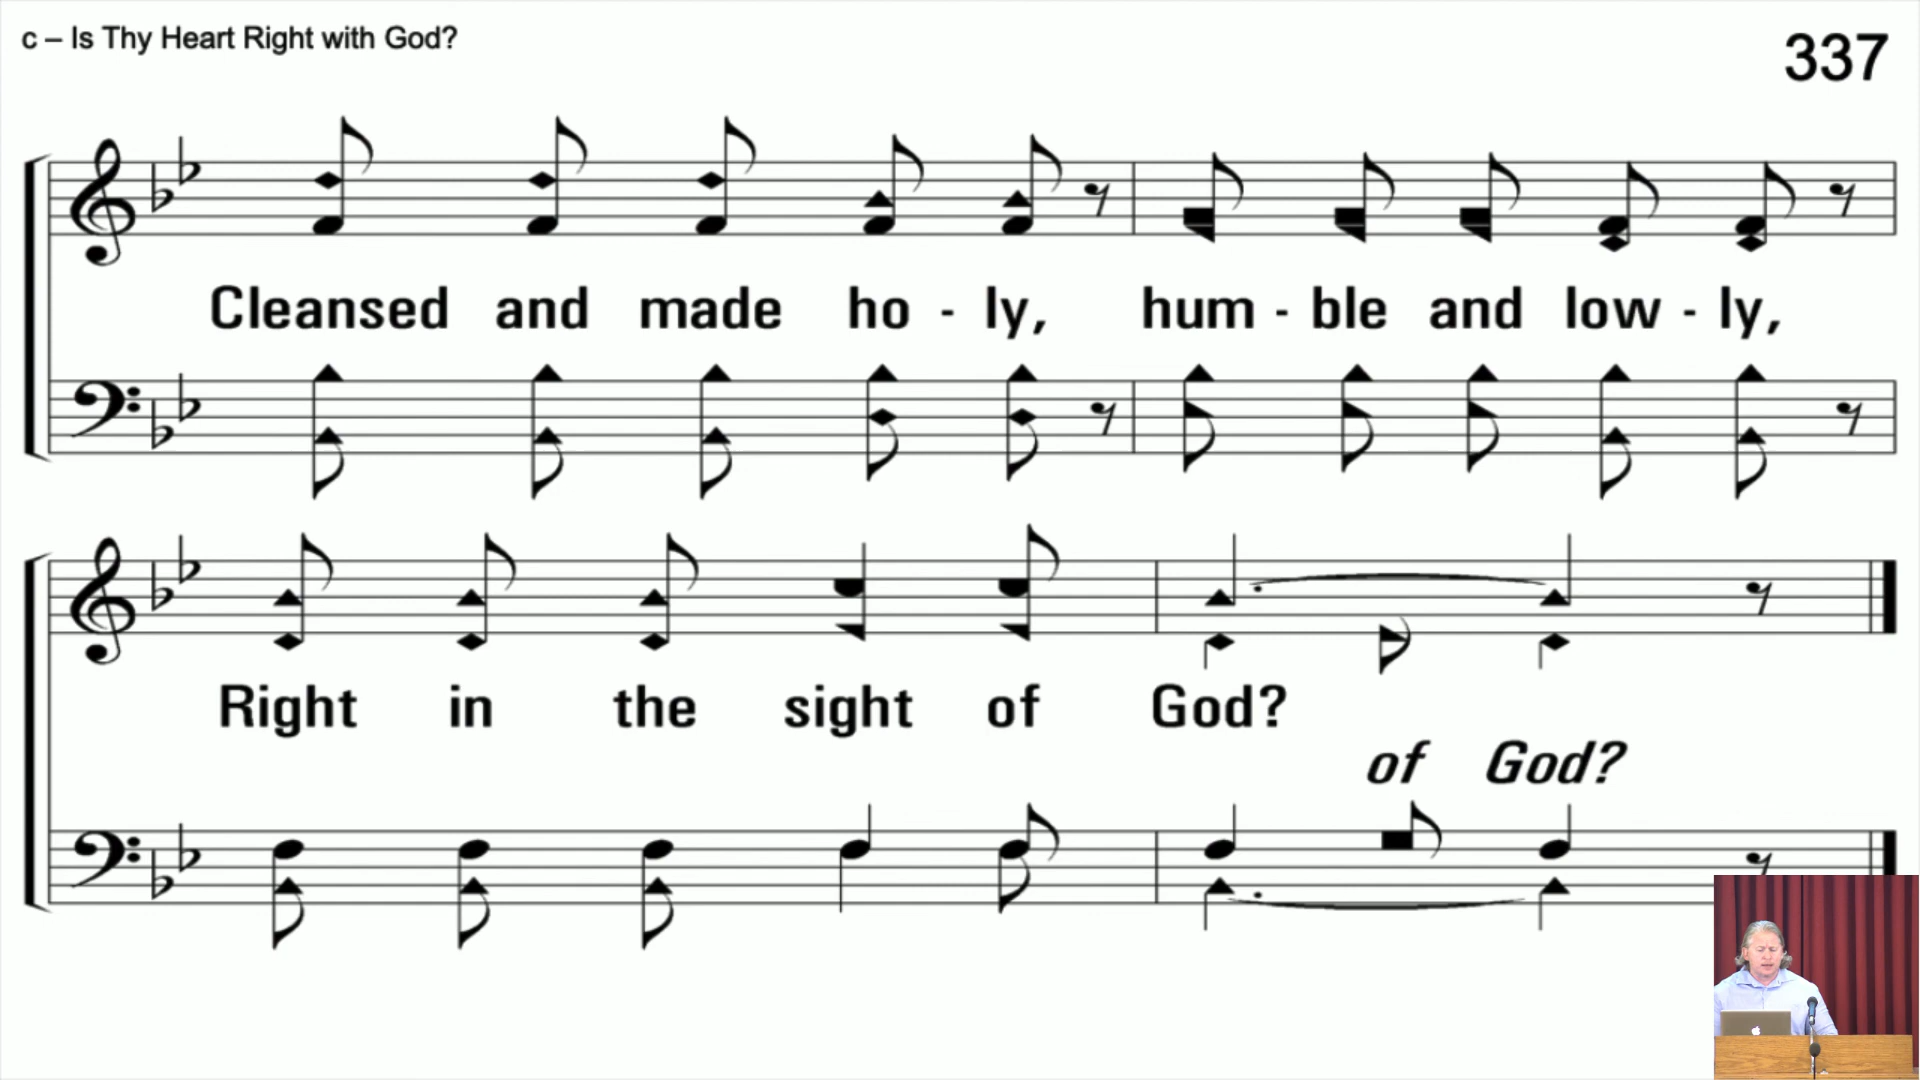 c – Is Thy Heart Right with God?
337
Cleansed and made ho - ly, hum - ble and low - ly,
Right in the sight of God?
of God?